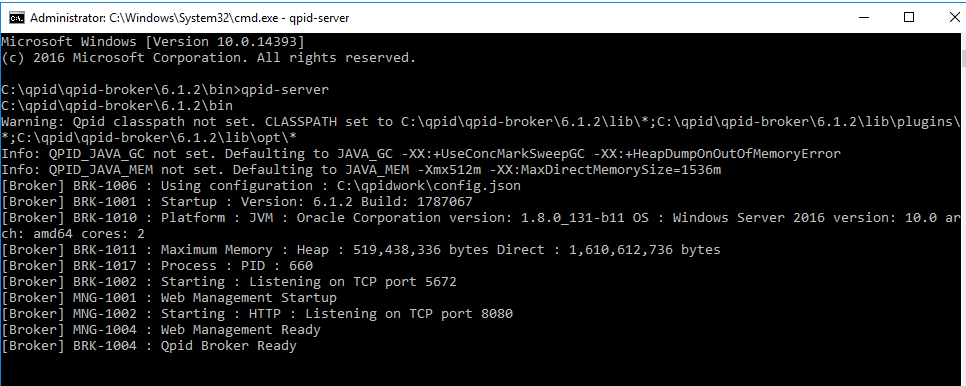 Administrator: C:\Windows\System32\cmd.exe - qpid-server
Microsoft Windows [Version 10.0.14393]
(c) 2016 Microsoft Corporation. All rights reserved.
C:\qpid\qpid-broker\6.1.2\bin>qpid-server
C:\qpid\qpid-broker\6.1.2\bin
Warning: Qpid classpath not set. CLASSPATH set to C:\qpid\qpid-broker\6.1.2\lib\*;C:\qpid\qpid-broker\6.1.2\lib\plugins\
*;C:\qpid\qpid-broker\6.1.2\lib\opt\*
Info: QPID_JAVA_GC not set. Defaulting to JAVA_GC -XX:+UseConcMarkSweepGC -XX:+HeapDumpOnOutOfMemoryError
Info: QPID_JAVA_MEM not set. Defaulting to JAVA_MEM -Xmx512m -XX:MaxDirectMemorySize=1536m
[Broker] BRK-1006 : Using configuration : C:\qpidwork\config.json
[Broker] BRK-1001 : Startup : Version: 6.1.2 Build: 1787067
[Broker] BRK-1010 : Platform : JVM : Oracle Corporation version: 1.8.0_131-b11 OS : Windows Server 2016 version: 10.0 ar
ch: amd64 cores: 2
[Broker] BRK-1011 : Maximum Memory : Heap : 519,438,336 bytes Direct : 1,610,612,736 bytes
[Broker] BRK-1017 : Process : PID : 660
[Broker] BRK-1002 : Starting : Listening on TCP port 5672
[Broker] MNG-1001 : Web Management Startup
[Broker] MNG-1002 : Starting : HTTP : Listening on TCP port 8080
[Broker] MNG-1004 : Web Management Ready
[Broker] BRK-1004 : Qpid Broker Ready